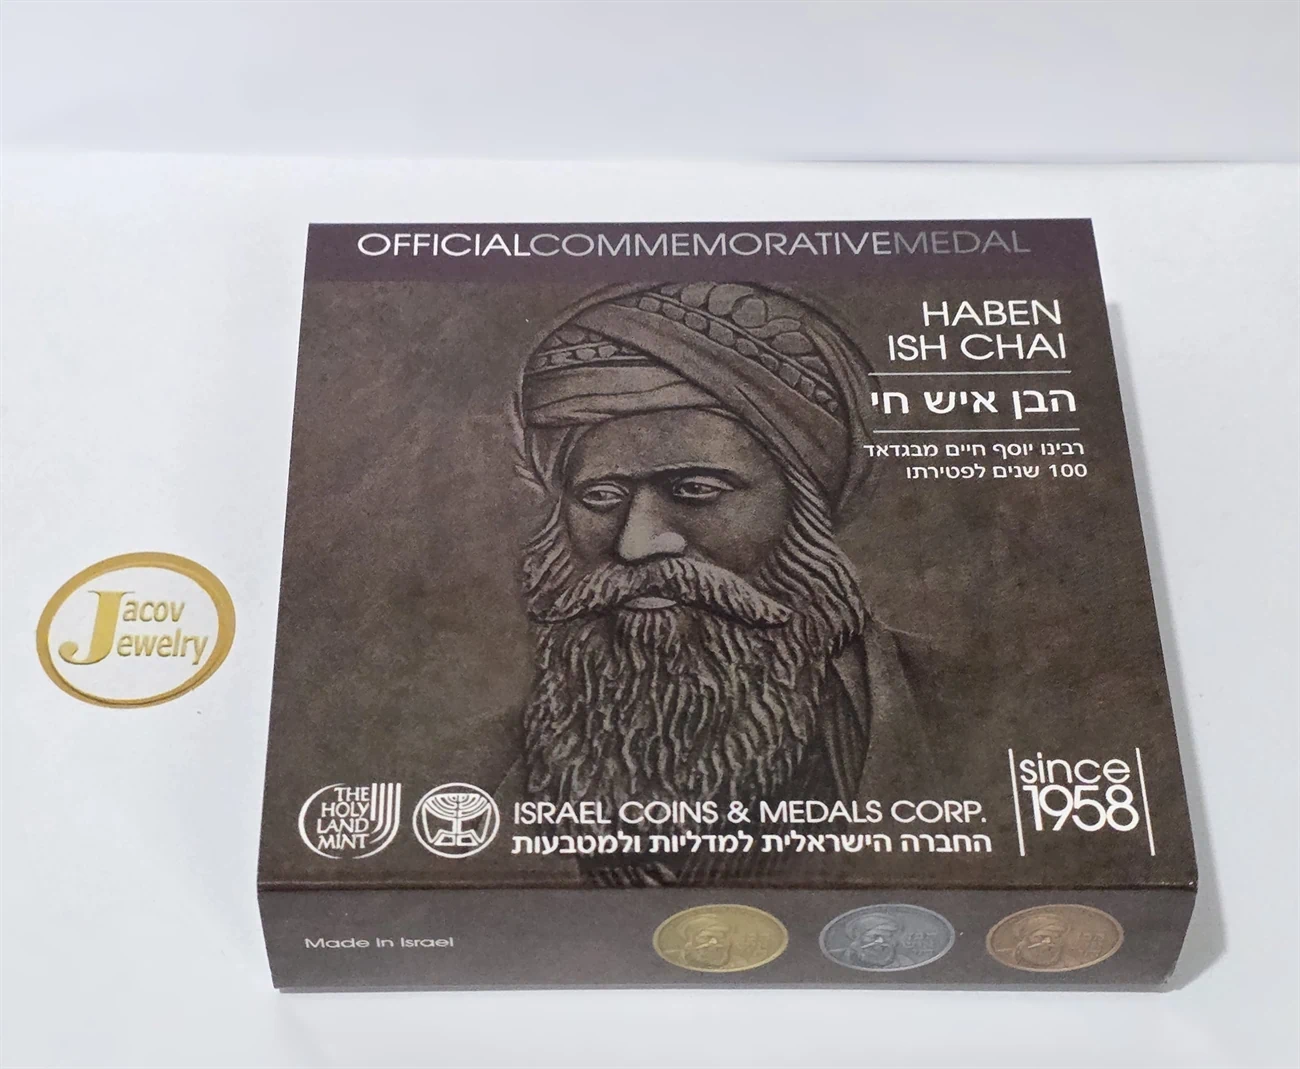 OFFICIALCOMMEMORATIVEMEDAL
HABEN
ISH CHAI
הבן איש חי
רבינו יוסף חיים מבגדאד
100 שנים לפטירתו
Jacov
Jewelry
THE
HOLY
LAND
MINT
ISRAEL COINS & MEDALS CORP.
החברה הישראלית למדליות ולמטבעות
since
1958
Made in Israel